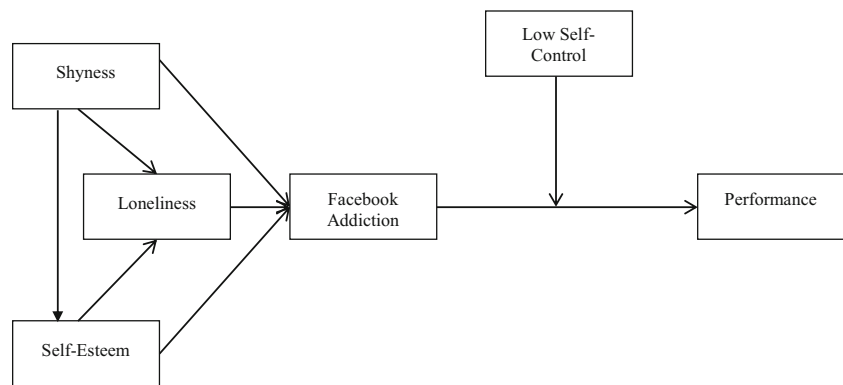 Low Self-
Control
Shyness
Loneliness
Facebook
Addiction
Performance
Self-Esteem